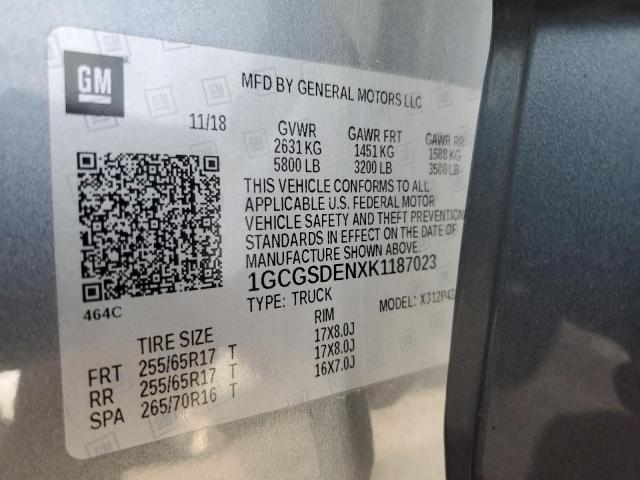 GM
MFD BY GENERAL MOTORS LLC
11/18 GVWR GAWR FRT GAWR RR
2631 KG 1451 KG 1588 KG
5800 LB 3200 LB 3500 LB
THIS VEHICLE CONFORMS TO ALL
APPLICABLE U.S. FEDERAL MOTOR
VEHICLE SAFETY AND THEFT PREVENTION
STANDARDS IN EFFECT ON THE DATE OF
MANUFACTURE SHOWN ABOVE.
1GCGSDENXK1187023
464C TYPE: TRUCK MODEL:
TIRE SIZE RIM
FRT 255/65R17 T 17X8.0J
RR 255/65R17 T 17X8.0J
SPA 265/70R16 T 16X7.0J